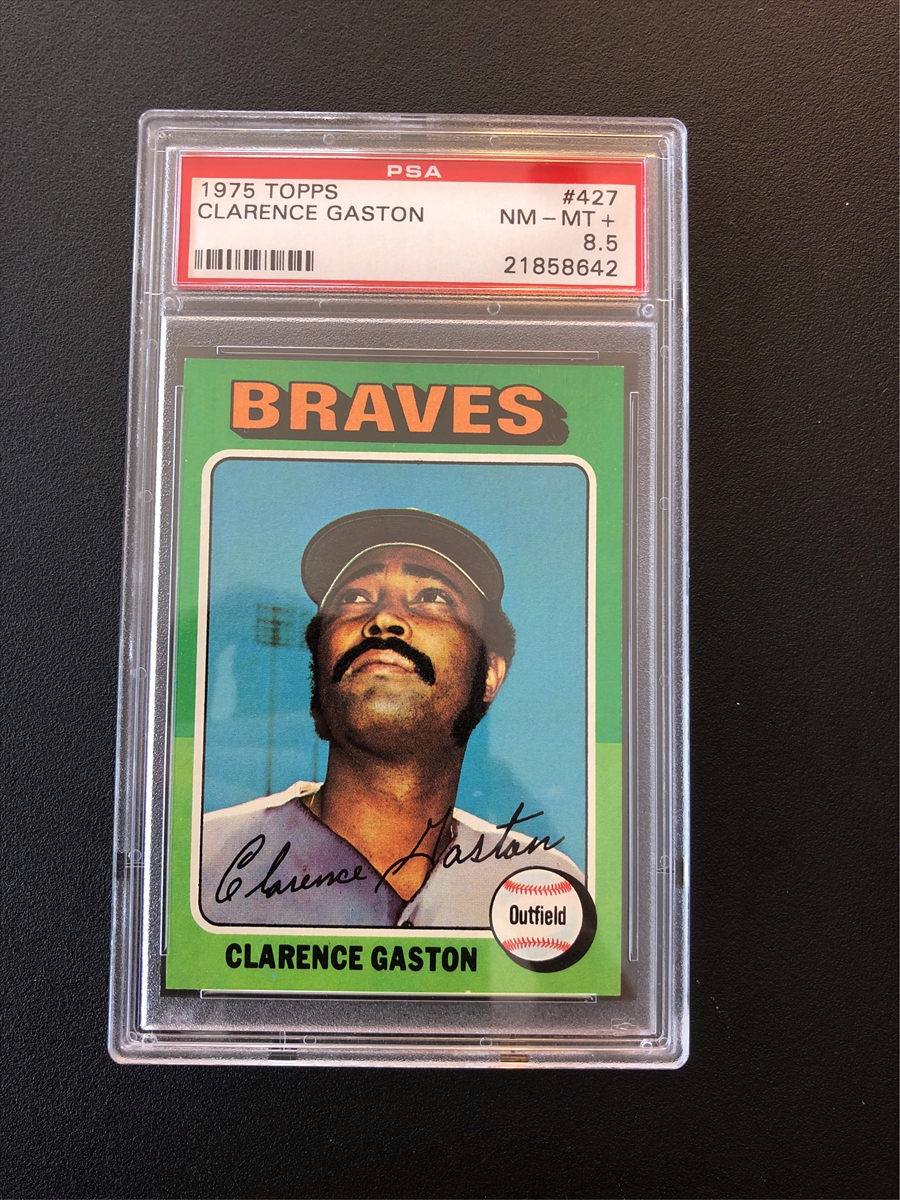 PSA
1975 TOPPS #427
CLARENCE GASTON NM – MT +
8.5
21858642
BRAVES
Clarence Gaston
Outfield
CLARENCE GASTON